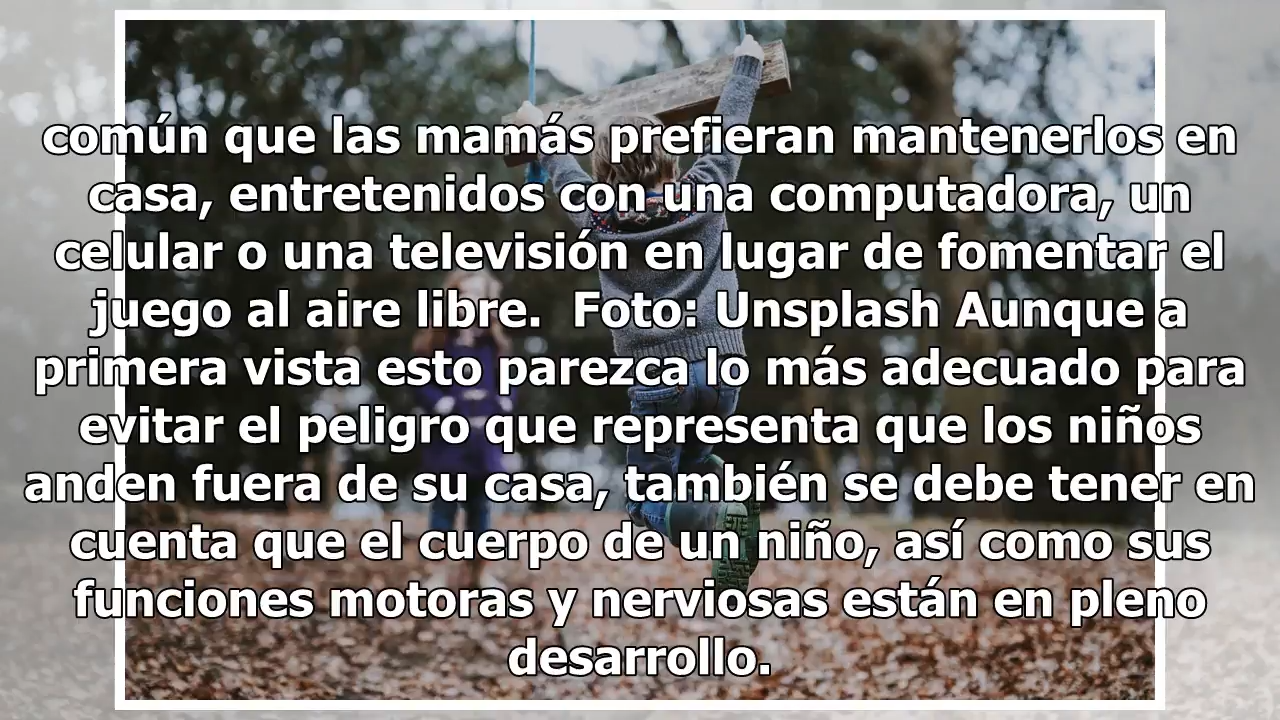 común que las mamás prefieran mantenerlos en
casa, entretenidos con una computadora, un
celular o una televisión en lugar de fomentar el
juego al aire libre.  Foto: Unsplash Aunque a
primera vista esto parezca lo más adecuado para
evitar el peligro que representa que los niños
anden fuera de su casa, también se debe tener en
cuenta que el cuerpo de un niño, así como sus
funciones motoras y nerviosas están en pleno
desarrollo.